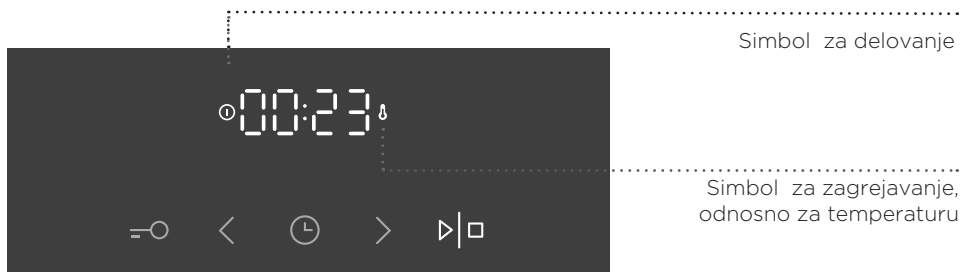 Simbol za delovanje
00:23
Simbol za zagrejavanje,
odnosno za temperaturu